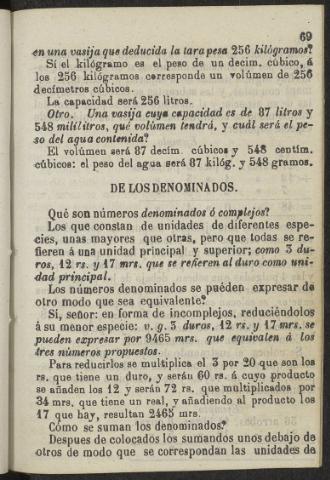 69
en una vasija que deducida la tara pesa 256 kilógramos?
Sí el kilógramo es el peso de un decim. cúbico, á
los 256 kilógramos corresponde un volúmen de 256
decímetros cúbicos.
La capacidad será 256 litros.
Otro. Una vasija cuya capacidad es de 87 litros y
548 mililitros, qué volúmen tendrá, y cuál será el pe-
so del agua contenida?
El volúmen será 87 decim. cúbicos y 548 centim.
cúbicos: el peso del agua será 87 kilóg. y 548 gramos.
DE LOS DENOMINADOS.
Qué son números denominados ó complejos?
Los que constan de unidades de diferentes espe-
cies, unas mayores que otras, pero que todas se re-
fieren á una unidad principal y superior; como 3 du-
ros, 12 rs. y 17 mrs. que se refieren al duro como uni-
dad principal.
Los números denominados se pueden expresar de
otro modo que sea equivalente?
Sí, señor: en forma de incomplejos, reduciéndolos
á su menor especie: v. g. 3 duros, 12 rs. y 17 mrs. se
pueden expresar por 9465 mrs. que equivalen á los
tres números propuestos.
Para reducirlos se multiplica el 3 por 20 que son los
rs. que tiene un duro, y serán 60 rs. á cuyo producto
se añaden los 12 y serán 72 rs. que multiplicados por
34 mrs. que tiene un real, y añadiendo al producto los
17 que hay, resultan 2465 mrs.
Cómo se suman los denominados?
Despues de colocados los sumandos unos debajo de
otros de modo que se correspondan las unidades de